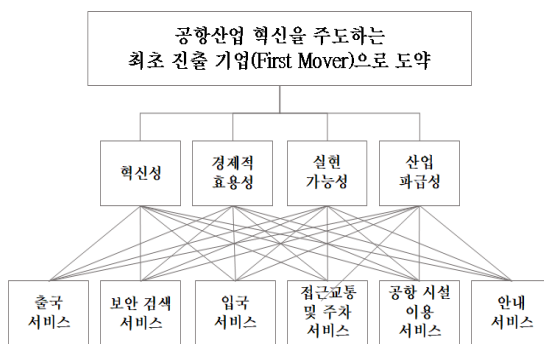 공항산업 혁신을 주도하는
최초 진출 기업(First Mover)으로 도약
혁신성
경제적
효용성
실현
가능성
산업
파급성
출국
서비스
보안 검색
서비스
입국
서비스
접근교통
및 주차
서비스
공항 시설
이용
서비스
안내
서비스